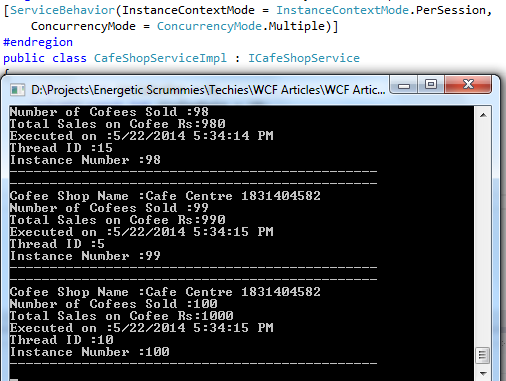 [ServiceBehavior(InstanceContextMode = InstanceContextMode.PerSession,
ConcurrencyMode = ConcurrencyMode.Multiple)]
#endregion
public class CafeShopServiceImpl : ICafeShopService
{
D:\Projects\Energetic Scrummies\Techies\WCF Articles\WCF Artic...
Number of Cofees Sold :98
Total Sales on Cofee Rs:980
Executed on :5/22/2014 5:34:14 PM
Thread ID :15
Instance Number :98
----------------------------------------------
----------------------------------------------
Cofee Shop Name :Cafe Centre 1831404582
Number of Cofees Sold :99
Total Sales on Cofee Rs:990
Executed on :5/22/2014 5:34:15 PM
Thread ID :5
Instance Number :99
----------------------------------------------
----------------------------------------------
Cofee Shop Name :Cafe Centre 1831404582
Number of Cofees Sold :100
Total Sales on Cofee Rs:1000
Executed on :5/22/2014 5:34:15 PM
Thread ID :10
Instance Number :100
----------------------------------------------